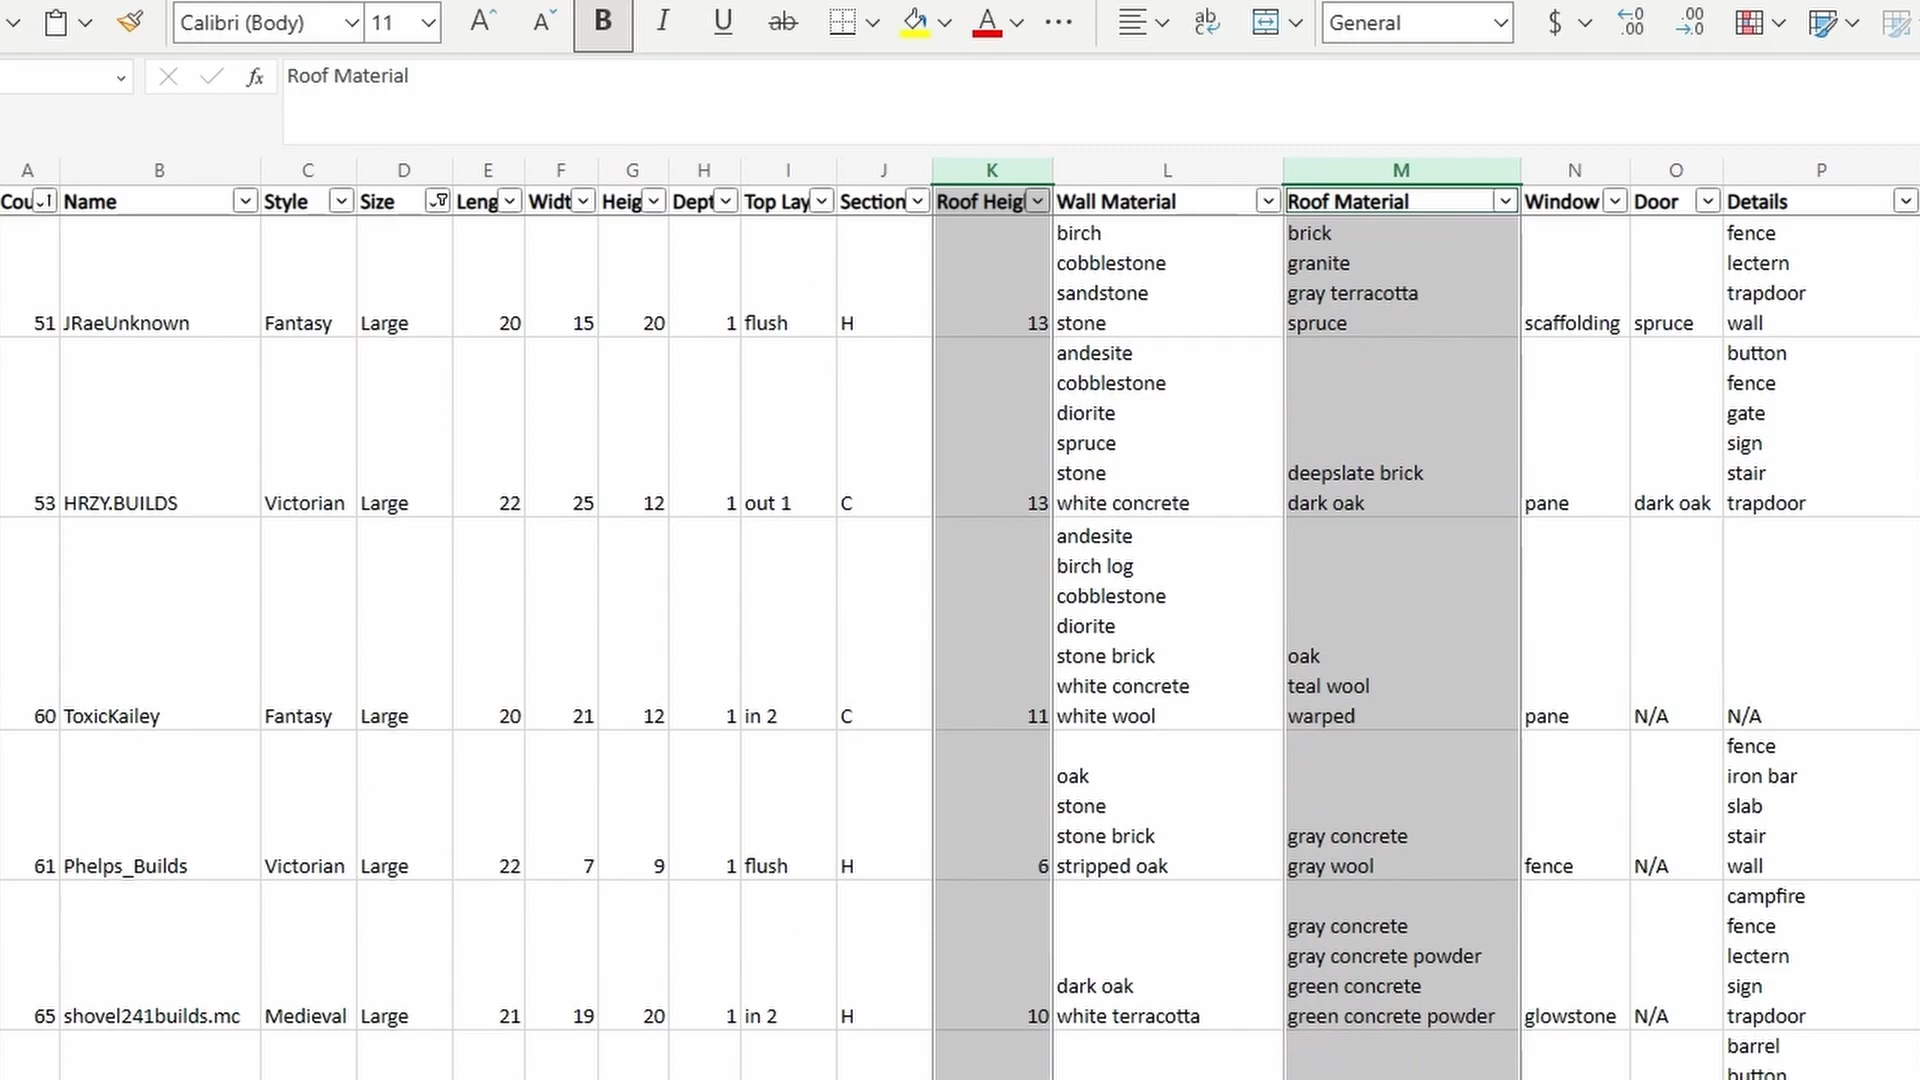 Calibri (Body) 11 A A B I U ab A ... ab c General $ .00 .00
fx Roof Material
A B C D E F G H I J K L M N O P
Cou Name Style Size Leng Widt Heig Dept Top Lay Section Roof Heig Wall Material Roof Material Window Door Details
birch brick fence
cobblestone granite lectern
sandstone gray terracotta trapdoor
51 JRaeUnknown Fantasy Large 20 15 20 1 flush H 13 stone spruce scaffolding spruce wall
andesite button
cobblestone fence
diorite gate
spruce sign
stone deepslate brick stair
53 HRZY.BUILDS Victorian Large 22 25 12 1 out 1 C 13 white concrete dark oak pane dark oak trapdoor
andesite
birch log
cobblestone
diorite
stone brick oak
white concrete teal wool
60 ToxicKailey Fantasy Large 20 21 12 1 in 2 C 11 white wool warped pane N/A N/A
fence
oak iron bar
stone slab
stone brick gray concrete stair
61 Phelps_Builds Victorian Large 22 7 9 1 flush H 6 stripped oak gray wool fence N/A wall
campfire
gray concrete fence
gray concrete powder lectern
dark oak green concrete sign
65 shovel241builds.mc Medieval Large 21 19 20 1 in 2 H 10 white terracotta green concrete powder glowstone N/A trapdoor
barrel
button